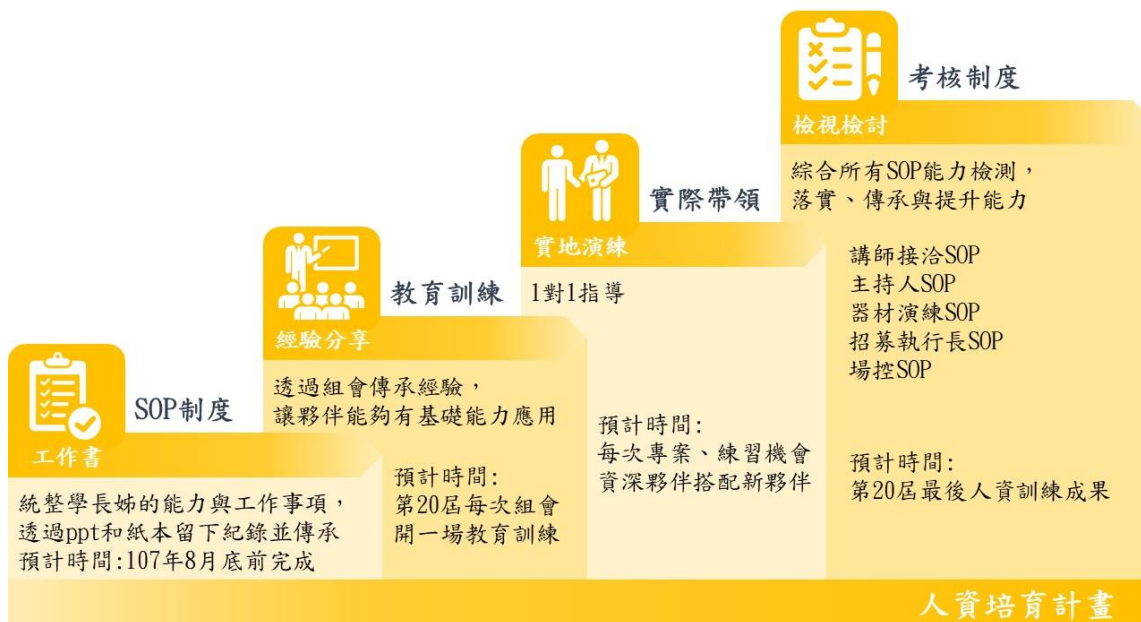 SOP制度
工作書
統整學長姊的能力與工作事項，
透過ppt和紙本留下紀錄並傳承
預計時間:107年8月底前完成
教育訓練
經驗分享
透過組會傳承經驗，
讓夥伴能夠有基礎能力應用
預計時間:
第20屆每次組會
開一場教育訓練
實際帶領
實地演練
1對1指導
預計時間:
每次專案、練習機會
資深夥伴搭配新夥伴
考核制度
檢視檢討
綜合所有SOP能力檢測，
落實、傳承與提升能力
講師接洽SOP
主持人SOP
器材演練SOP
招募執行長SOP
場控SOP
預計時間:
第20屆最後人資訓練成果
人資培育計畫